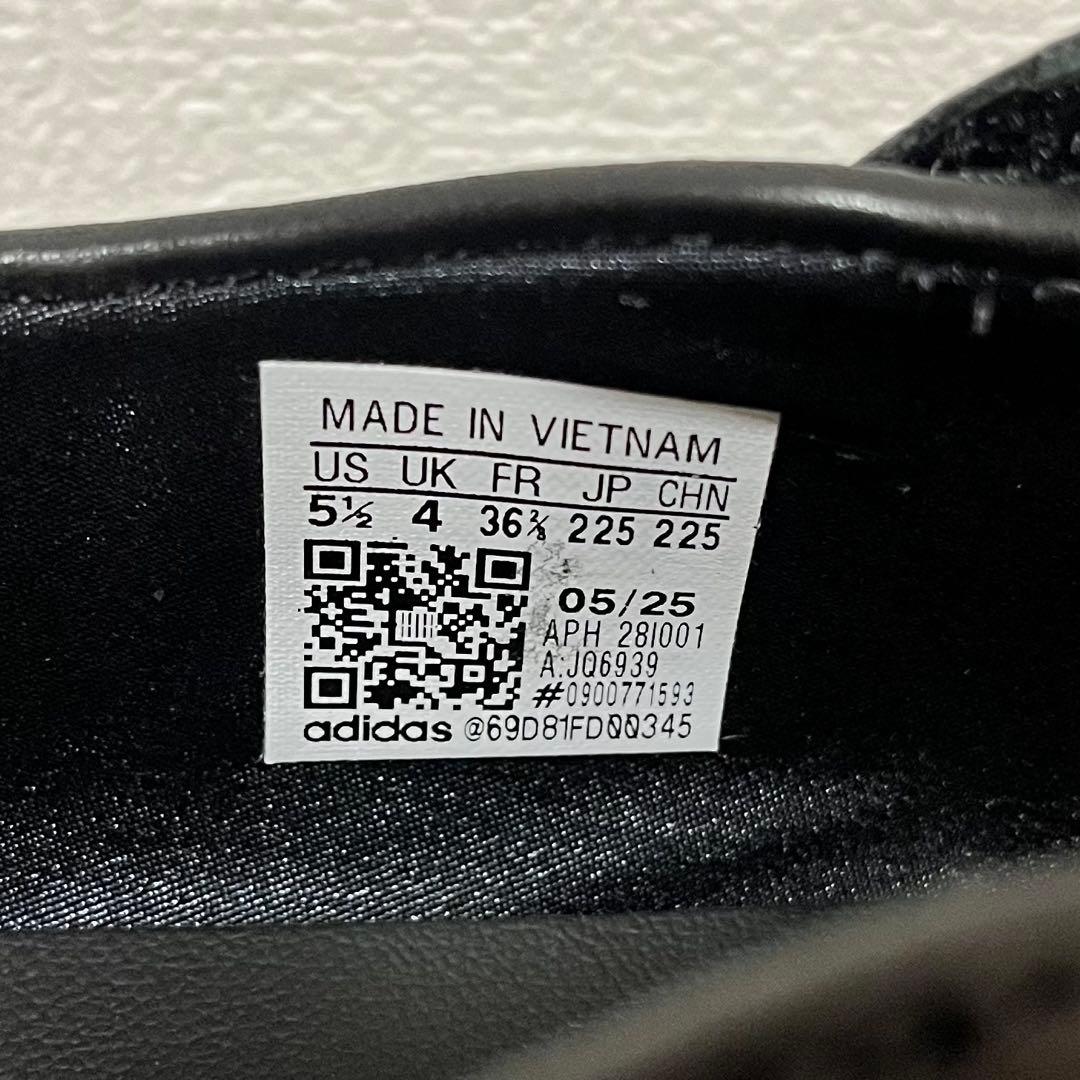 MADE IN VIETNAM
US UK FR JP CHN
5½ 4 36⅔ 225 225
05/25
APH 28I001
A:JQ6939
#0900771593
adidas @69D81FD00345